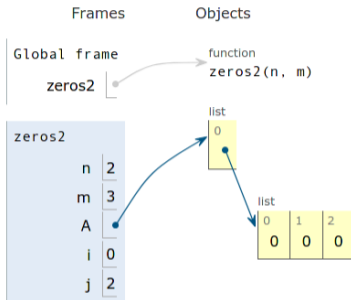 Frames Objects
Global frame
function
zeros2 zeros2(n, m)
list
zeros2 0
n 2
m 3 list
A 0 1 2
i 0 0 0 0
j 2